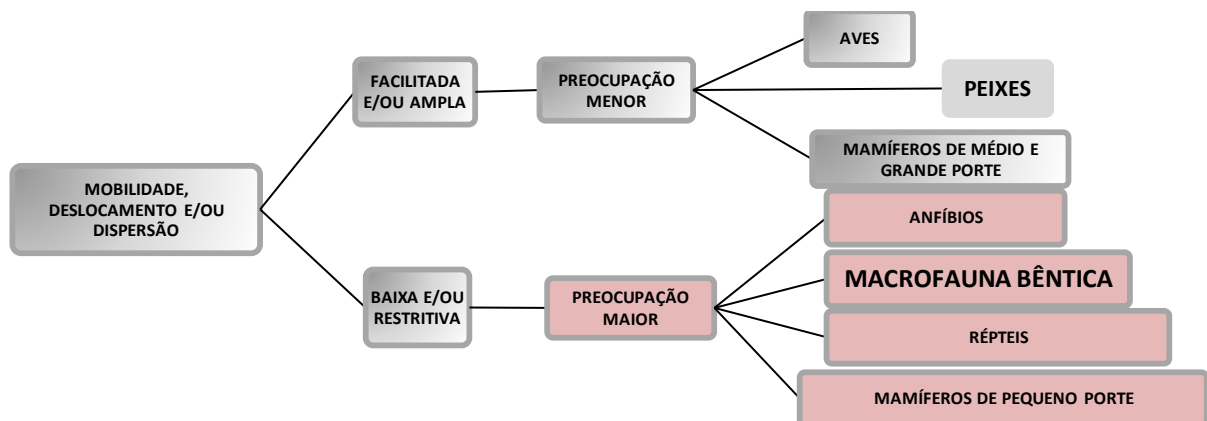 MOBILIDADE,
DESLOCAMENTO E/OU
DISPERSÃO
FACILITADA
E/OU AMPLA
PREOCUPAÇÃO
MENOR
AVES
PEIXES
MAMÍFEROS DE MÉDIO E
GRANDE PORTE
BAIXA E/OU
RESTRITIVA
PREOCUPAÇÃO
MAIOR
ANFÍBIOS
MACROFAUNA BÊNTICA
RÉPTEIS
MAMÍFEROS DE PEQUENO PORTE